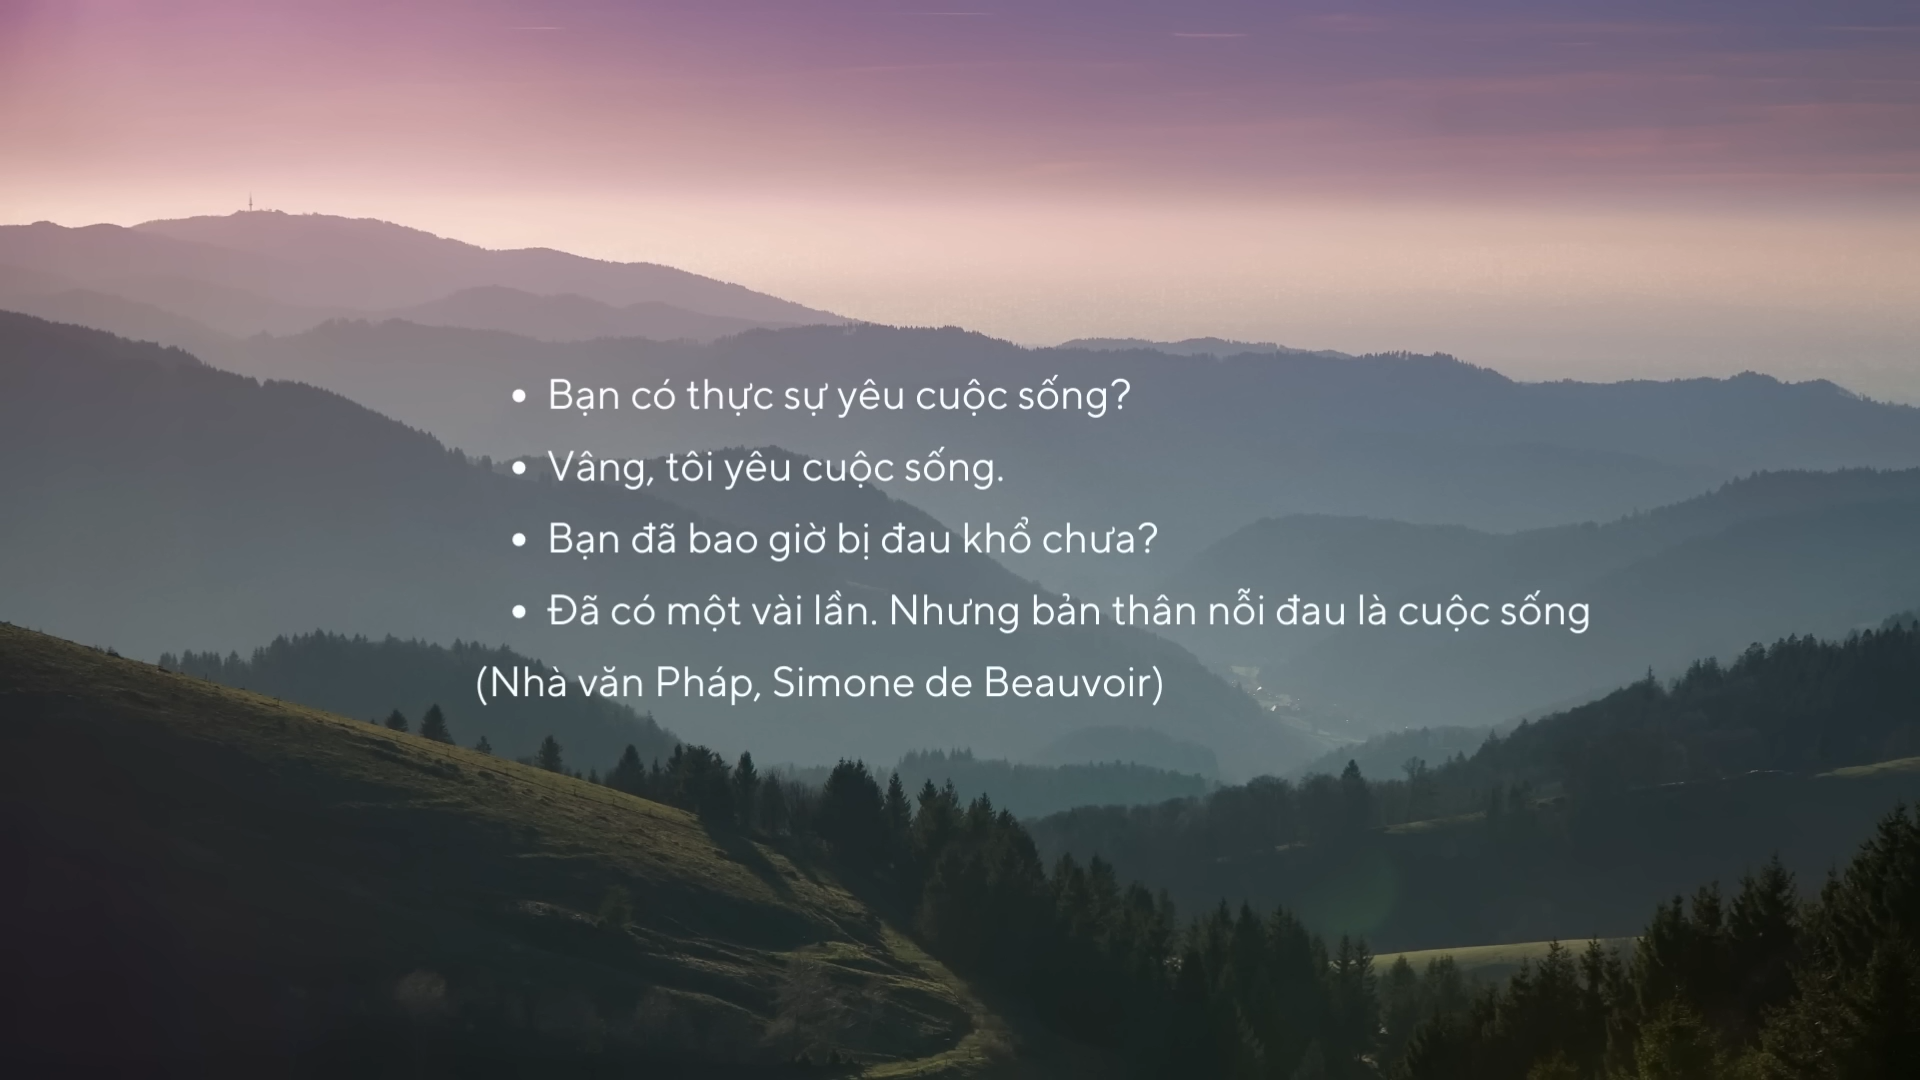 • Bạn có thực sự yêu cuộc sống?
• Vâng, tôi yêu cuộc sống.
• Bạn đã bao giờ bị đau khổ chưa?
• Đã có một vài lần. Nhưng bản thân nỗi đau là cuộc sống
(Nhà văn Pháp, Simone de Beauvoir)